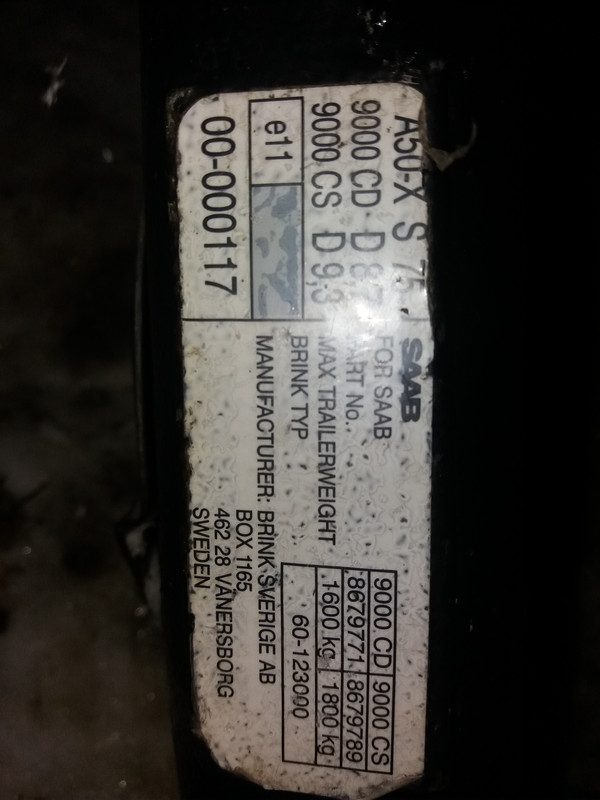 A50-X S 75
9000 CD D 8,7
9000 CS D 9,3
e11
00-000117
SAAB
FOR SAAB 9000 CD 9000 CS
PART No.. 8679771 8679789
MAX TRAILERWEIGHT 1600 kg 1800 kg
BRINK TYP 60-123000
MANUFACTURER: BRINK SVERIGE AB
BOX 1165
462 28 VÄNERSBORG
SWEDEN